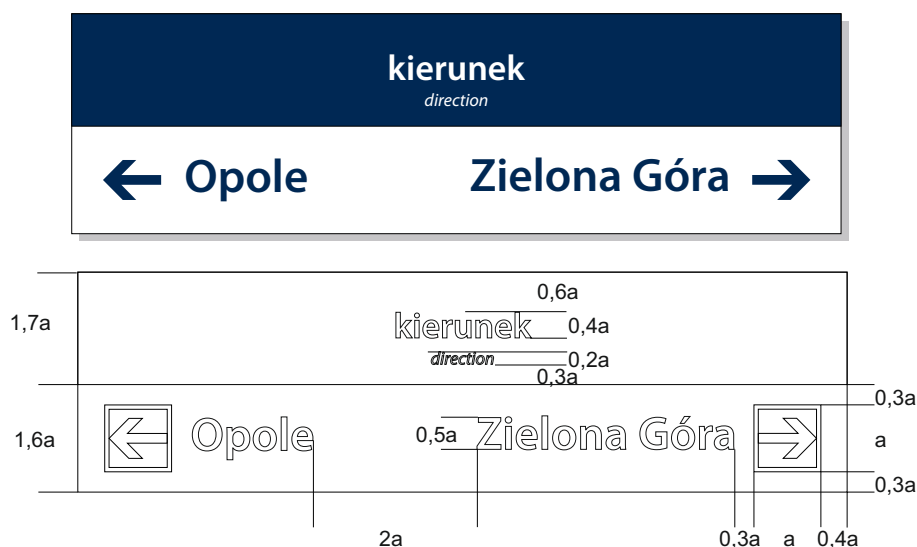 kierunek
direction
Opole Zielona Góra
0,6a
1,7a kierunek 0,4a
direction 0,2a
0,3a
0,3a
1,6a Opole 0,5a Zielona Góra a
0,3a
2a 0,3a a 0,4a